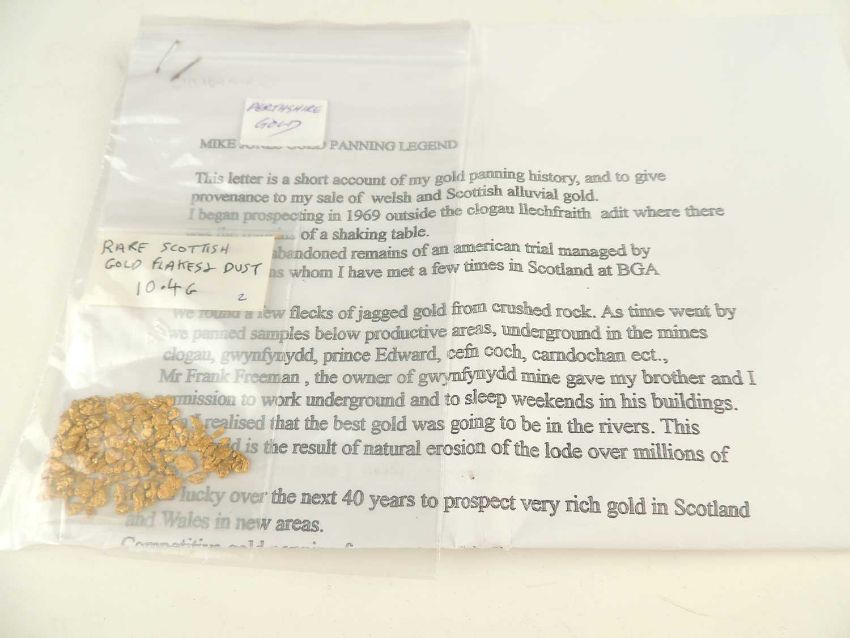 PERTHSHIRE
GOLD
MIKE JONES GOLD PANNING LEGEND
This letter is a short account of my gold panning history, and to give
provenance to my sale of welsh and Scottish alluvial gold.
I began prospecting in 1969 outside the clogau llechfraith adit where there
of a shaking table.
RARE SCOTTISH
GOLD FLAKES & DUST
10.4G
2
abandoned remains of an american trial managed by
whom I have met a few times in Scotland at BGA
We found a few flecks of jagged gold from crushed rock. As time went by
we panned samples below productive areas, underground in the mines
clogau, gwynfynydd, prince Edward, cefn coch, carndochan ect.,
Mr Frank Freeman , the owner of gwynfynydd mine gave my brother and I
permission to work underground and to sleep weekends in his buildings.
I realised that the best gold was going to be in the rivers. This
is the result of natural erosion of the lode over millions of
lucky over the next 40 years to prospect very rich gold in Scotland
and Wales in new areas.
Competitive gold panning